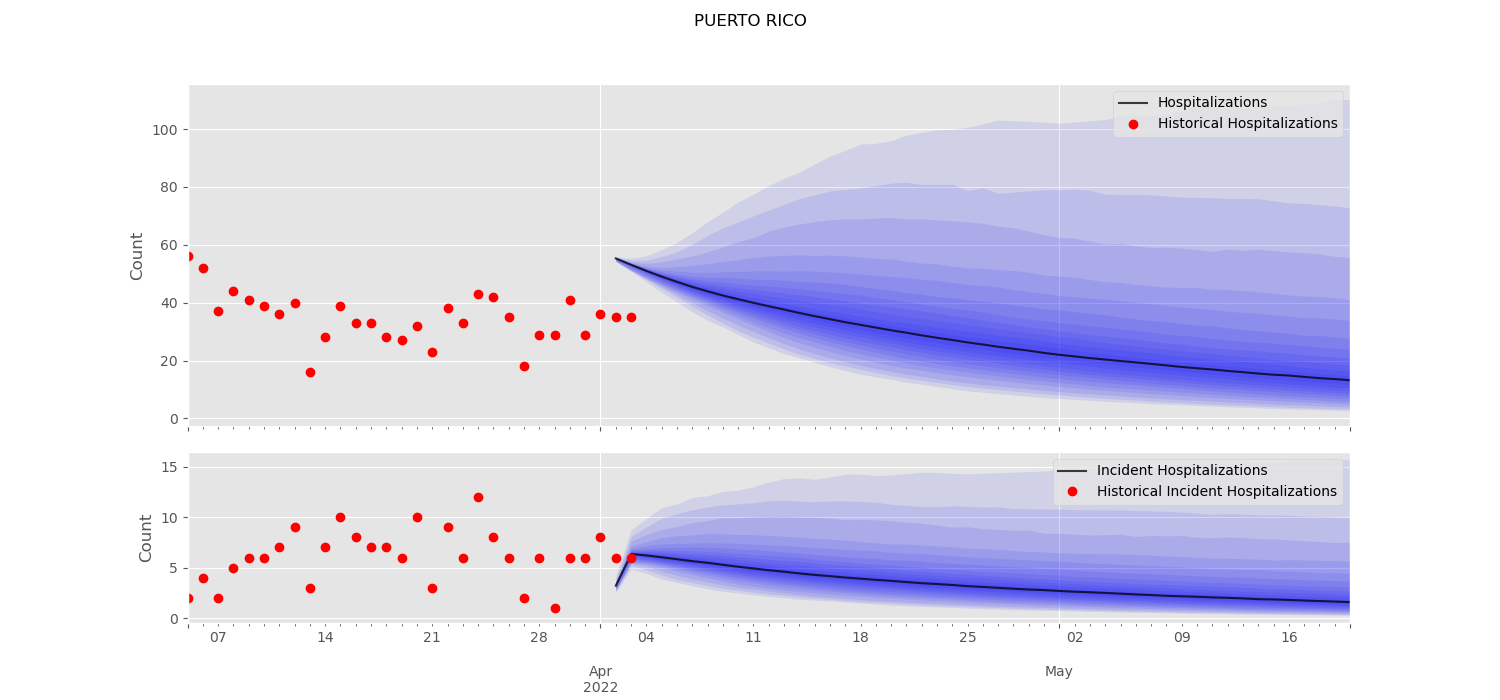 PUERTO RICO
Hospitalizations
Historical Hospitalizations
Count
100
80
60
40
20
0
Incident Hospitalizations
Historical Incident Hospitalizations
Count
15
10
5
0
07 14 21 28 04 11 18 25 02 09 16
Apr May
2022